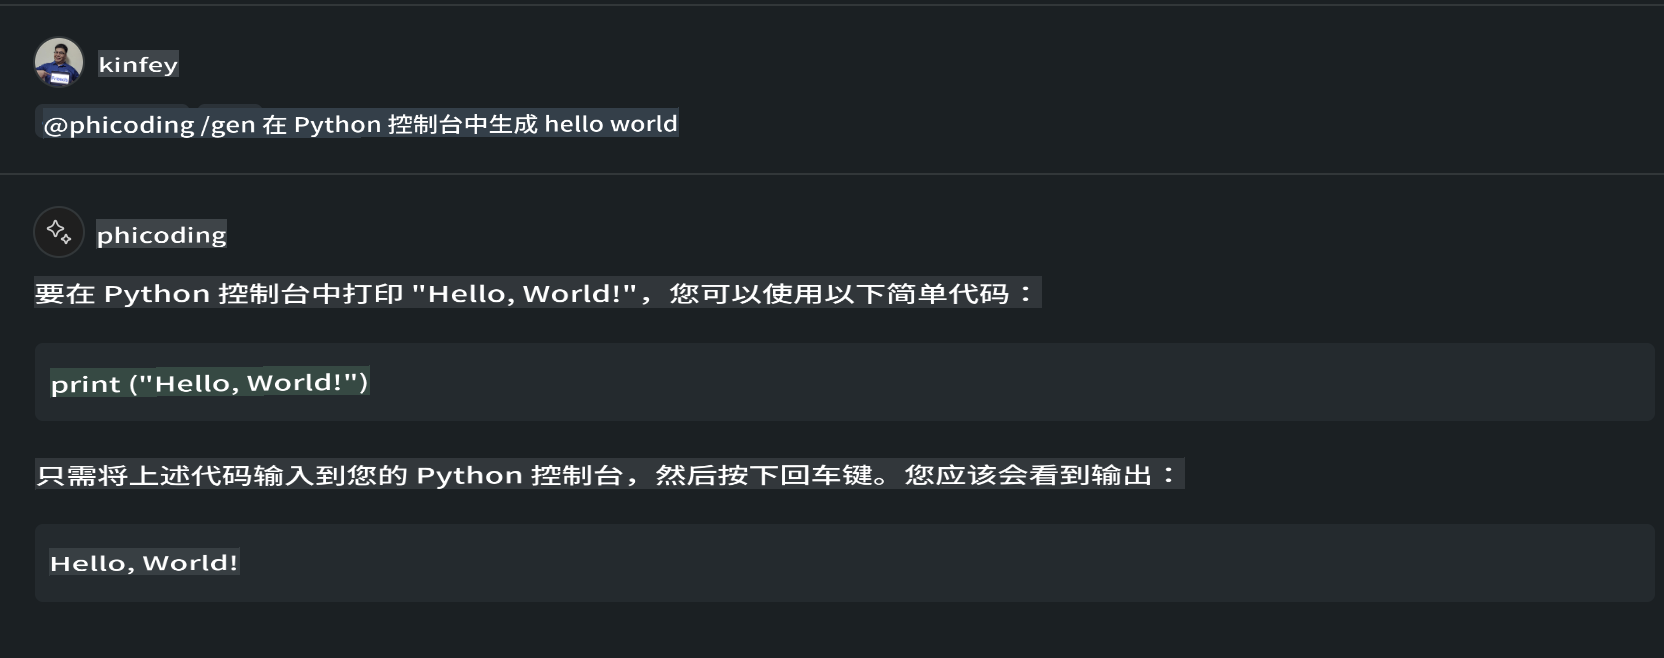 kinfey
@phicoding /gen 在 Python 控制台中生成 hello world
phicoding
要在 Python 控制台中打印 "Hello, World!"，您可以使用以下简单代码：
print ("Hello, World!")
只需将上述代码输入到您的 Python 控制台，然后按下回车键。您应该会看到输出：
Hello, World!